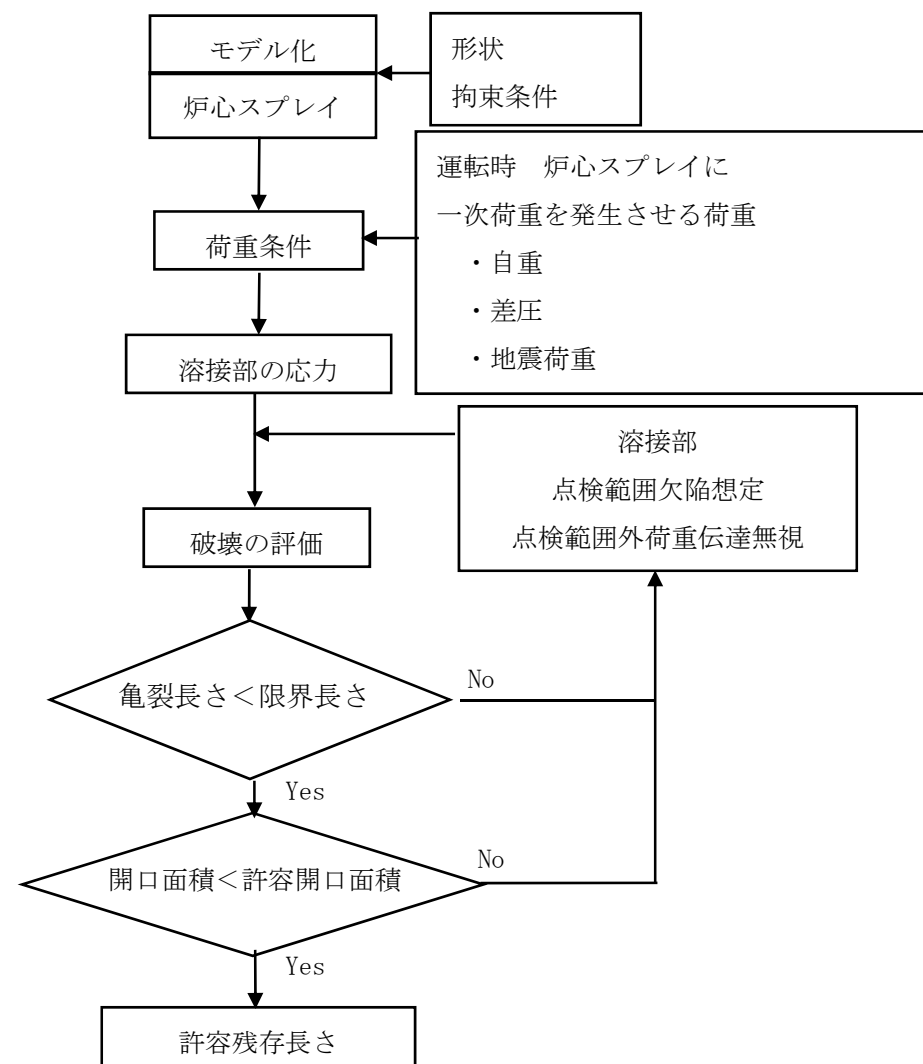 モデル化
炉心スプレイ
形状
拘束条件
運転時　炉心スプレイに
一次荷重を発生させる荷重
・自重
・差圧
・地震荷重
荷重条件
溶接部の応力
溶接部
点検範囲欠陥想定
点検範囲外荷重伝達無視
破壊の評価
亀裂長さ＜限界長さ
No
Yes
開口面積＜許容開口面積
No
Yes
許容残存長さ